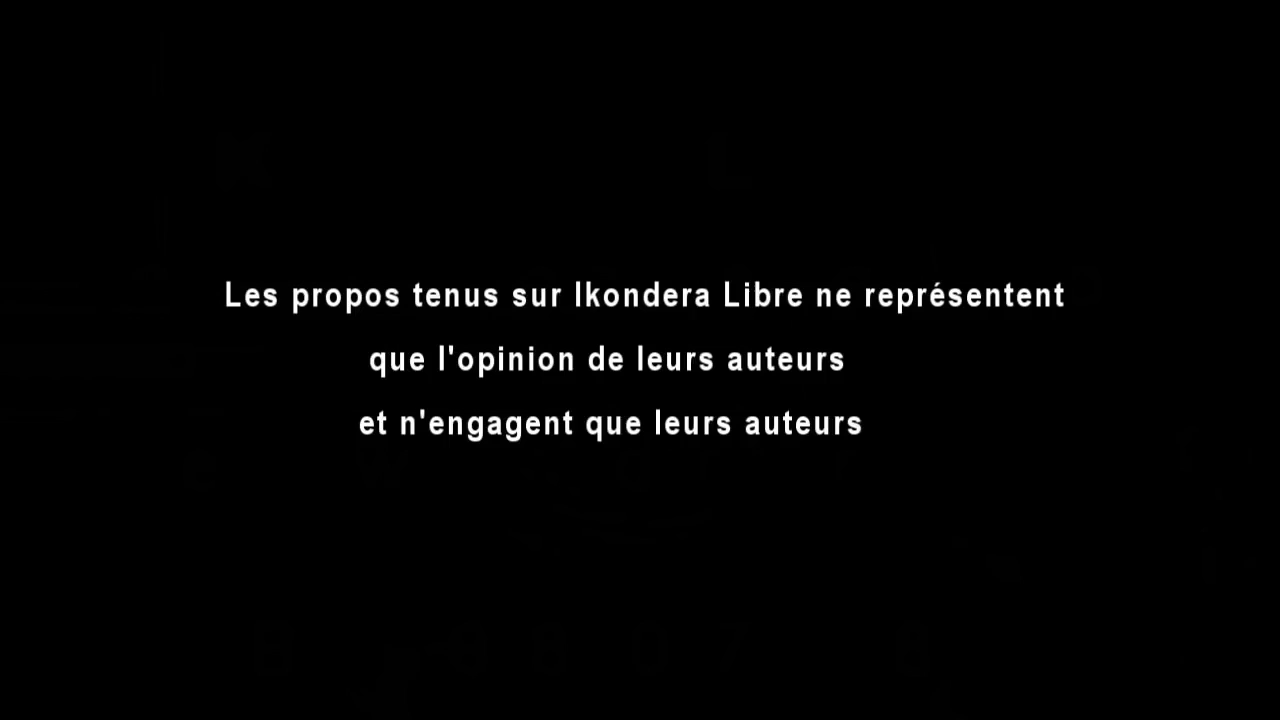 Les propos tenus sur Ikondera Libre ne représentent
que l'opinion de leurs auteurs
et n'engagent que leurs auteurs